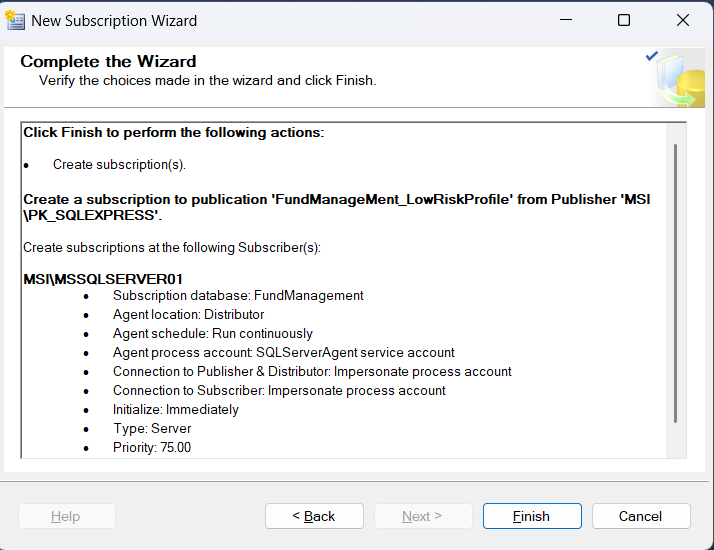 New Subscription Wizard
Complete the Wizard
Verify the choices made in the wizard and click Finish.
Click Finish to perform the following actions:
• Create subscription(s).
Create a subscription to publication 'FundManageMent_LowRiskProfile' from Publisher 'MSI
\PK_SQLEXPRESS'.
Create subscriptions at the following Subscriber(s):
MSI\MSSQLSERVER01
• Subscription database: FundManagement
• Agent location: Distributor
• Agent schedule: Run continuously
• Agent process account: SQLServerAgent service account
• Connection to Publisher & Distributor: Impersonate process account
• Connection to Subscriber: Impersonate process account
• Initialize: Immediately
• Type: Server
• Priority: 75.00
Help
< Back
Next >
Finish
Cancel